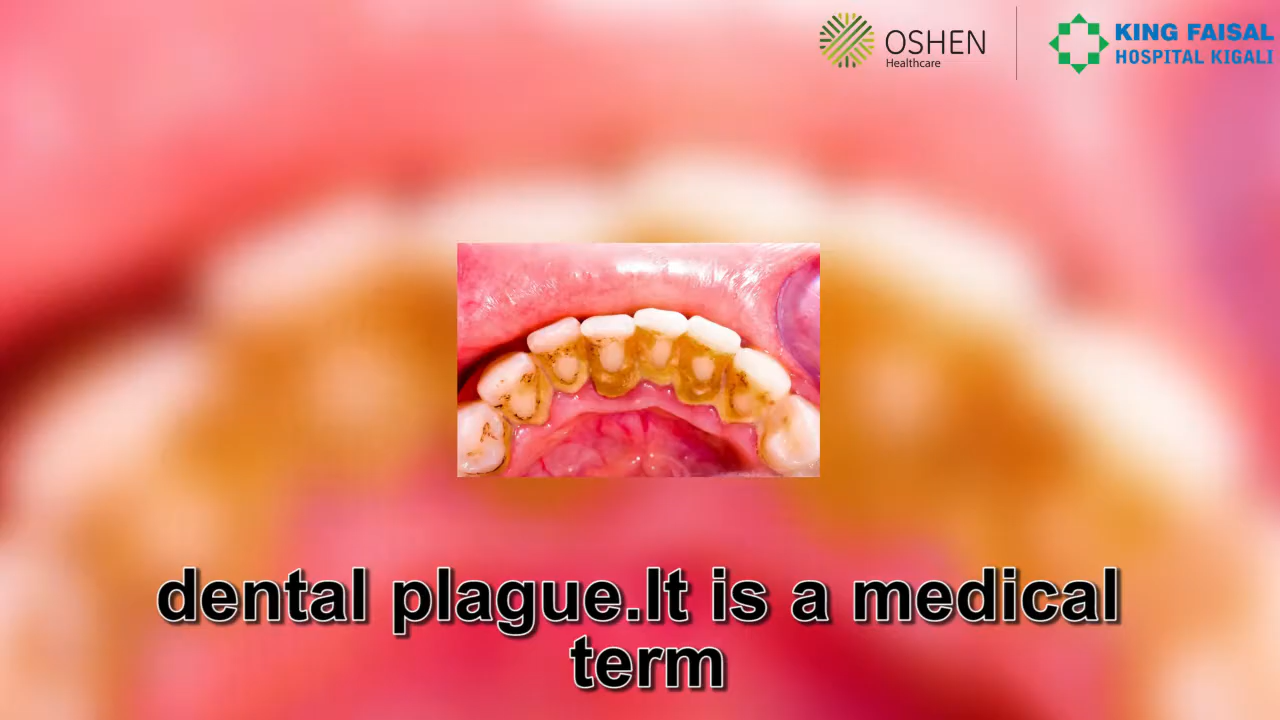 OSHEN
Healthcare
KING FAISAL
HOSPITAL KIGALI
dental plague.It is a medical
term